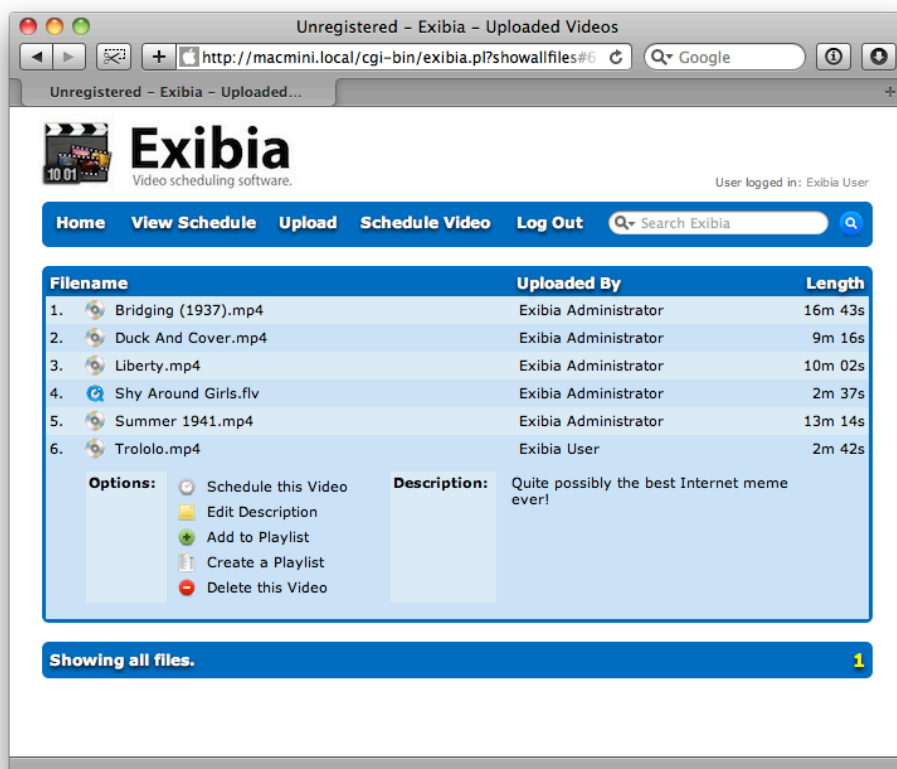 Unregistered – Exibia – Uploaded Videos
http://macmini.local/cgi-bin/exibia.pl?showallfiles#6
Google
Unregistered – Exibia – Uploaded...
10 01
Exibia
Video scheduling software.
User logged in: Exibia User
Home View Schedule Upload Schedule Video Log Out Search Exibia
Filename Uploaded By Length
1. Bridging (1937).mp4 Exibia Administrator 16m 43s
2. Duck And Cover.mp4 Exibia Administrator 9m 16s
3. Liberty.mp4 Exibia Administrator 10m 02s
4. Shy Around Girls.flv Exibia Administrator 2m 37s
5. Summer 1941.mp4 Exibia Administrator 13m 14s
6. Trololo.mp4 Exibia User 2m 42s
Options: Schedule this Video Description: Quite possibly the best Internet meme
ever!
Edit Description
Add to Playlist
Create a Playlist
Delete this Video
Showing all files. 1